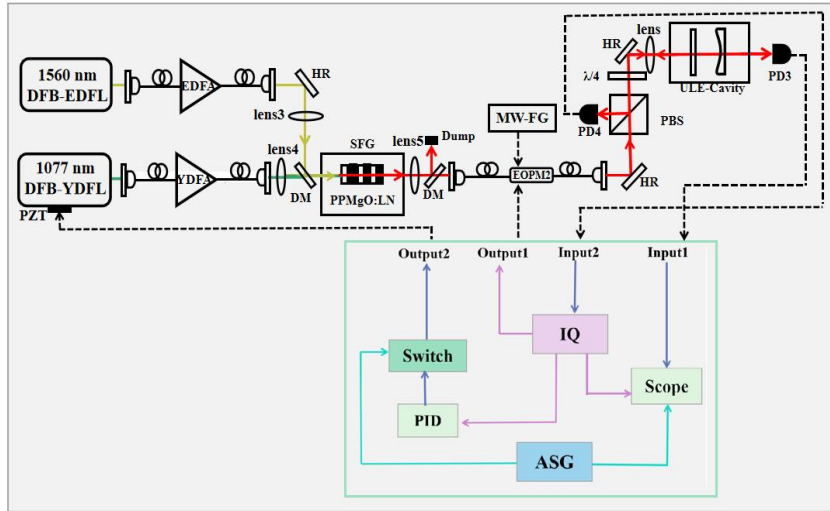 1560 nm
DFB-EDFL
EDFA
HR
lens3
1077 nm
DFB-YDFL
PZT
YDFA
lens4
DM
SFG
PPMgO:LN
lens5
Dump
DM
MW-FG
EOPM2
HR
PBS
PD4
λ/4
HR
lens
ULE-Cavity
PD3
Output2
Output1
Input2
Input1
Switch
IQ
Scope
PID
ASG